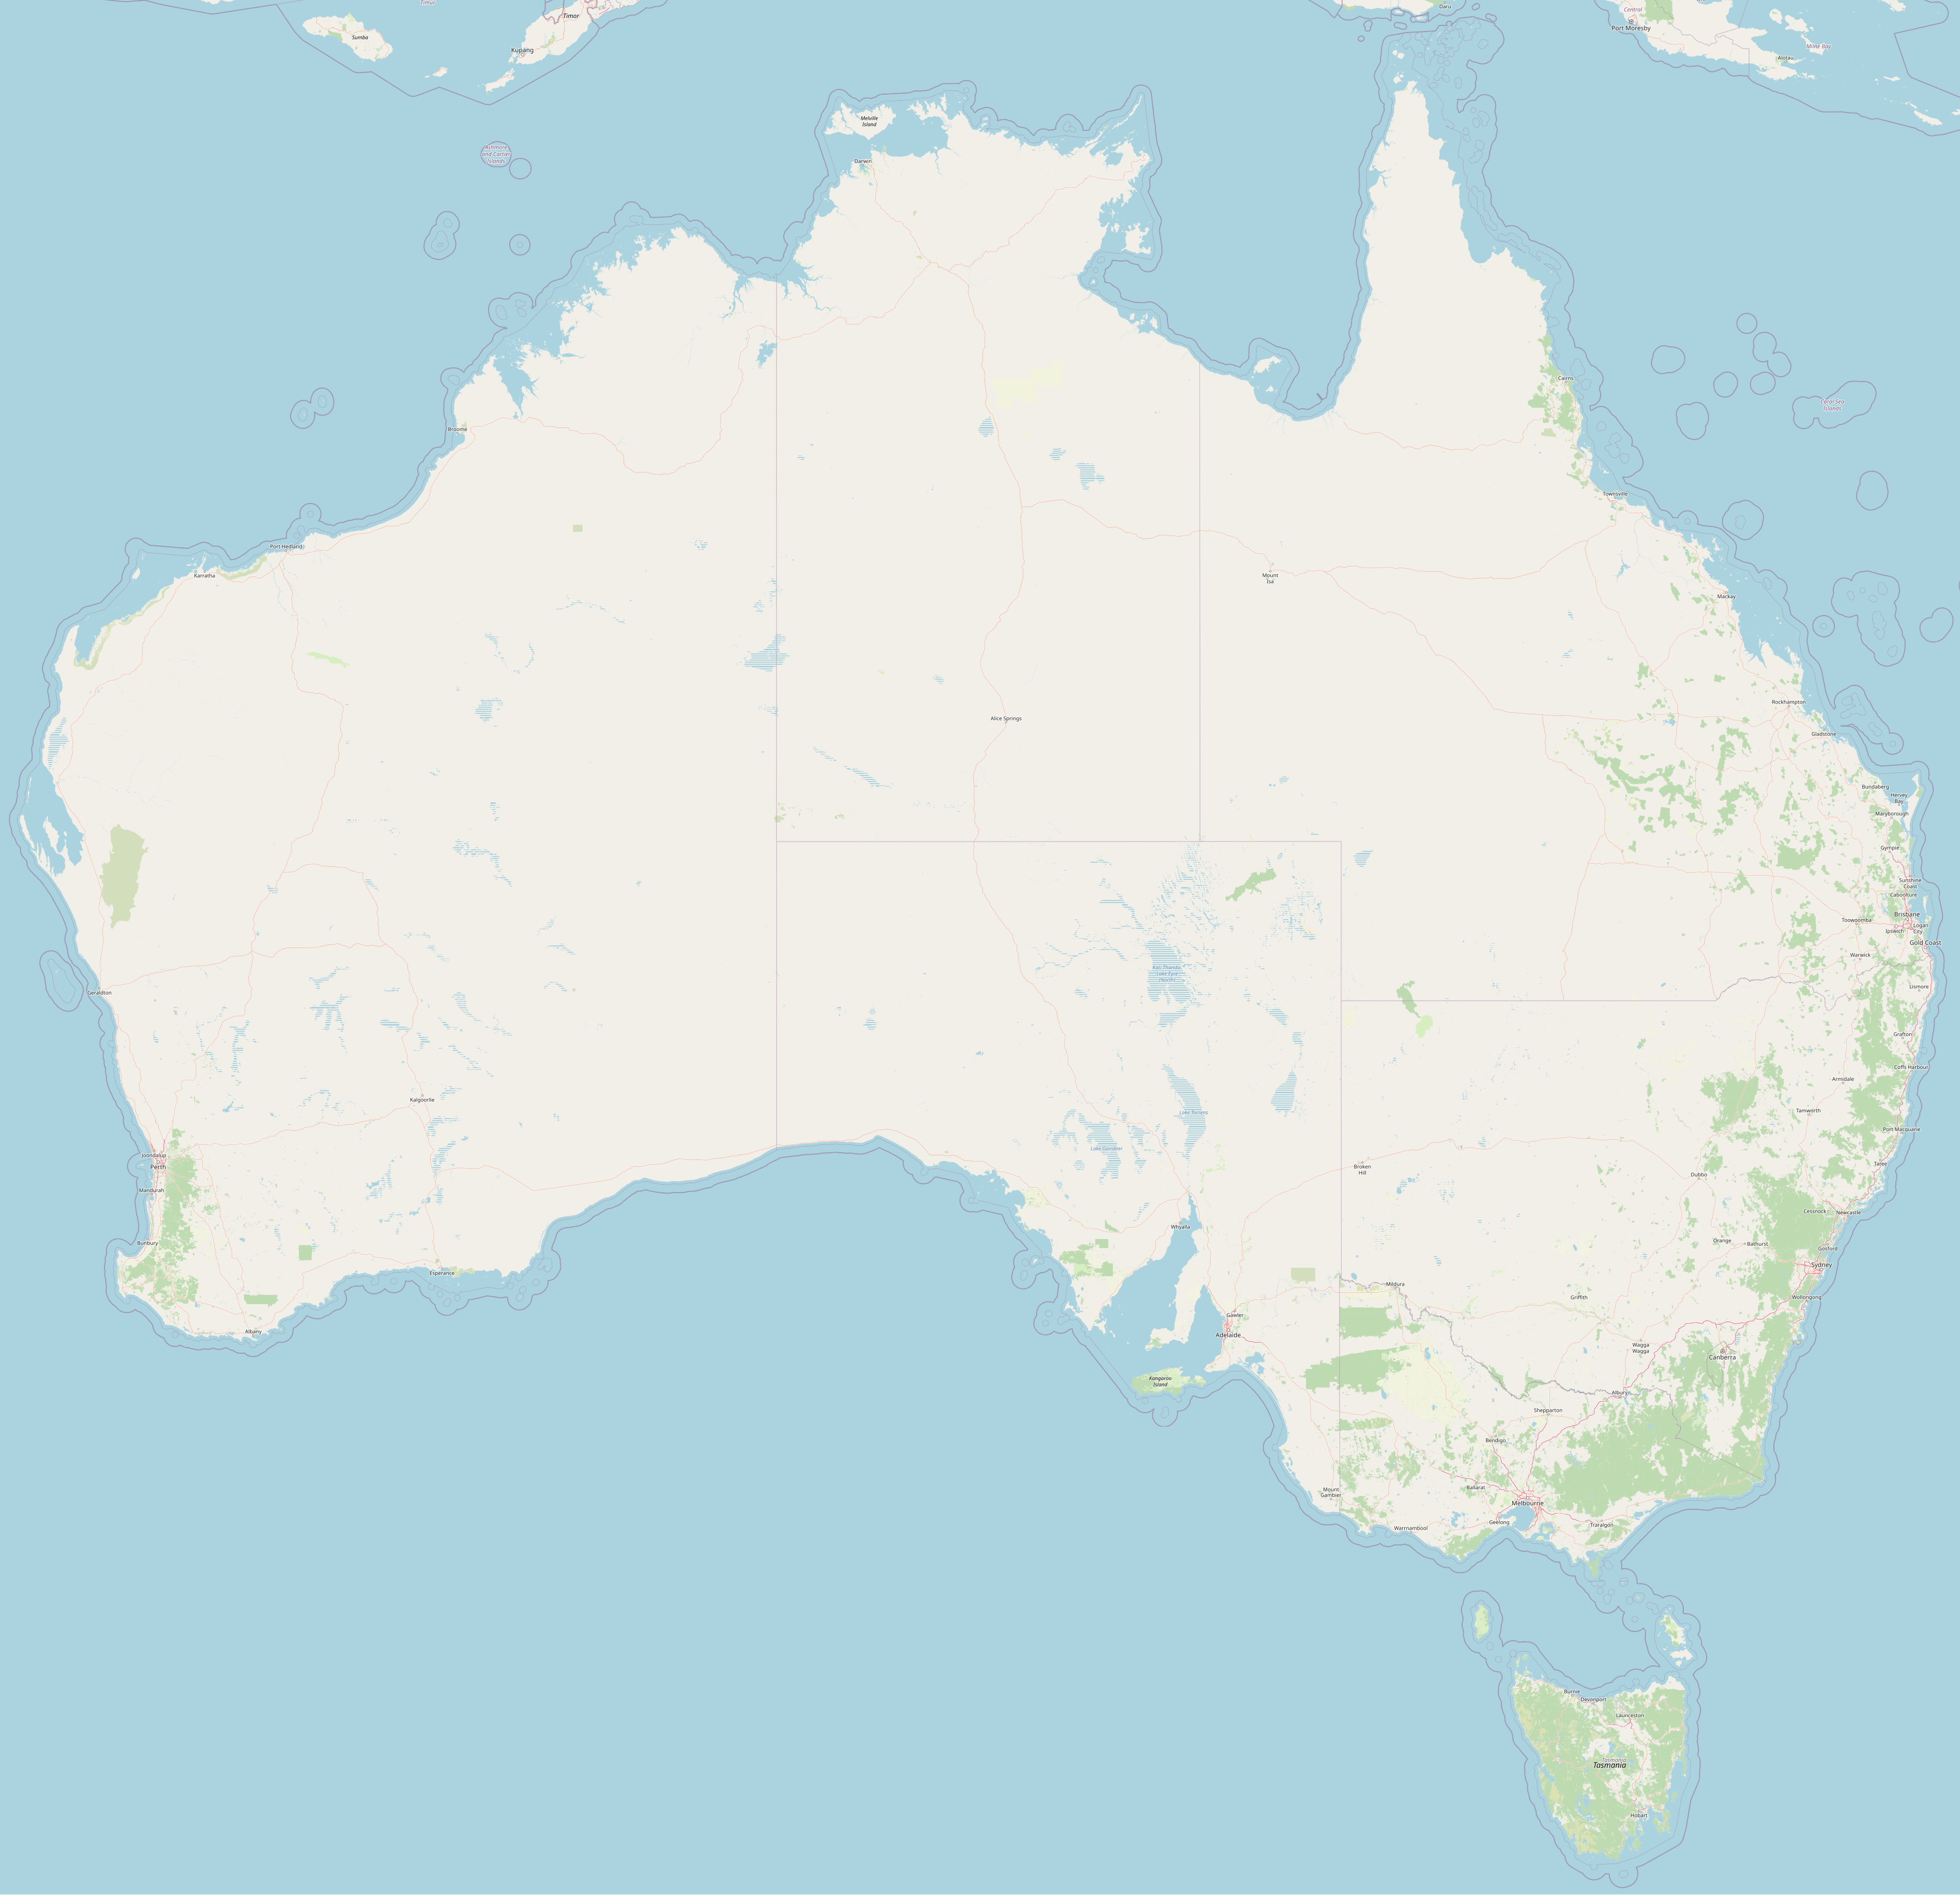 Timor
Timor
Sumba
Kupang
Daru
Central
Port Moresby
Milne Bay
Alotau
Melville
Island
Ashmore
and Cartier
Islands
Darwin
Cairns
Coral Sea
Islands
Broome
Townsville
Port Hedland
Karratha
Mount
Isa
Mackay
Alice Springs
Rockhampton
Gladstone
Bundaberg
Hervey
Bay
Maryborough
Gympie
Sunshine
Coast
Caboolture
Brisbane
Toowoomba
Logan
City
Ipswich
Gold Coast
Warwick
Kati Thanda-
Lake Eyre
(North)
Lismore
Geraldton
Grafton
Coffs Harbour
Armidale
Kalgoorlie
Tamworth
Lake Torrens
Port Macquarie
Lake Gairdner
Joondalup
Perth
Taree
Broken
Hill
Dubbo
Mandurah
Cessnock
Newcastle
Whyalla
Orange
Bathurst
Bunbury
Gosford
Sydney
Esperance
Mildura
Griffith
Wollongong
Gawler
Albany
Adelaide
Wagga
Wagga
Canberra
Kangaroo
Island
Albury
Shepparton
Bendigo
Mount
Gambier
Ballarat
Melbourne
Geelong
Traralgon
Warrnambool
Burnie
Devonport
Launceston
Tasmania
Tasmania
Hobart